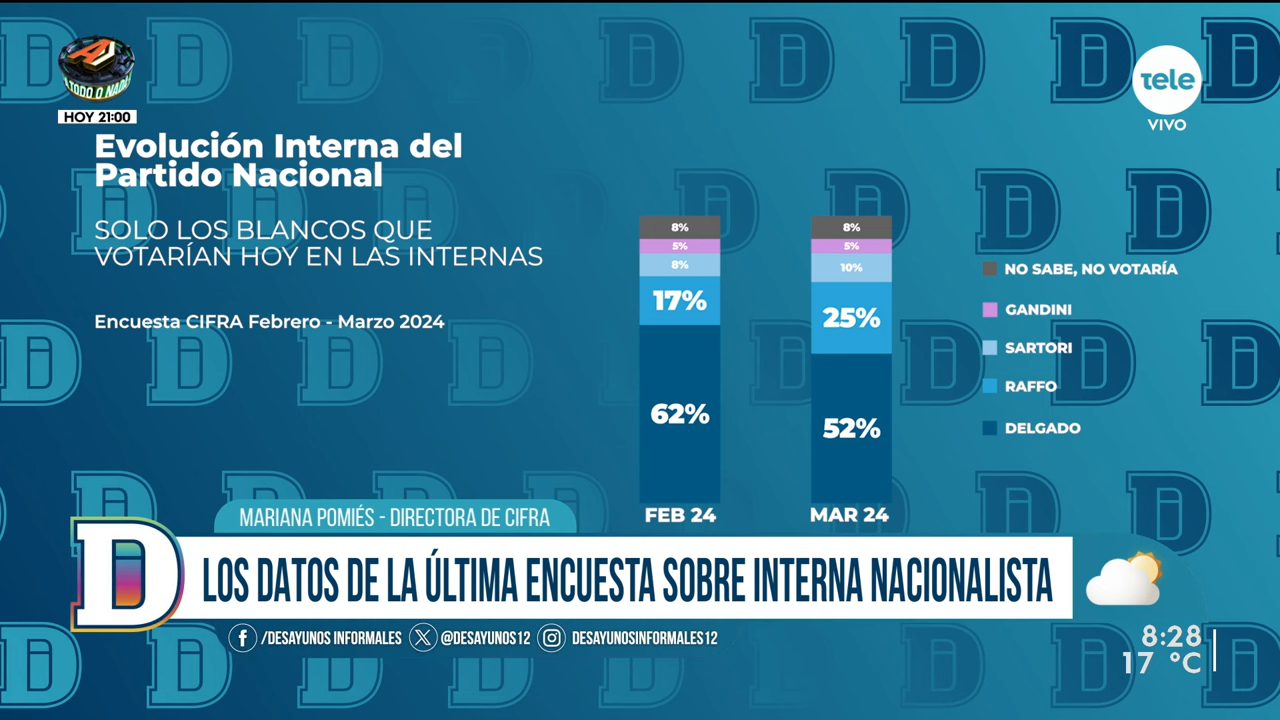 AJ
TODO O NADA
HOY 21:00
tele
VIVO
Evolución Interna del
Partido Nacional
SOLO LOS BLANCOS QUE
VOTARÍAN HOY EN LAS INTERNAS
Encuesta CIFRA Febrero - Marzo 2024
8% 8%
5% 5%
8% 10%
17% 25%
62% 52%
FEB 24 MAR 24
NO SABE, NO VOTARÍA
GANDINI
SARTORI
RAFFO
DELGADO
MARIANA POMIÉS - DIRECTORA DE CIFRA
D LOS DATOS DE LA ÚLTIMA ENCUESTA SOBRE INTERNA NACIONALISTA
/DESAYUNOS INFORMALES @DESAYUNOS12 DESAYUNOSINFORMALES12
8:28
17 °C